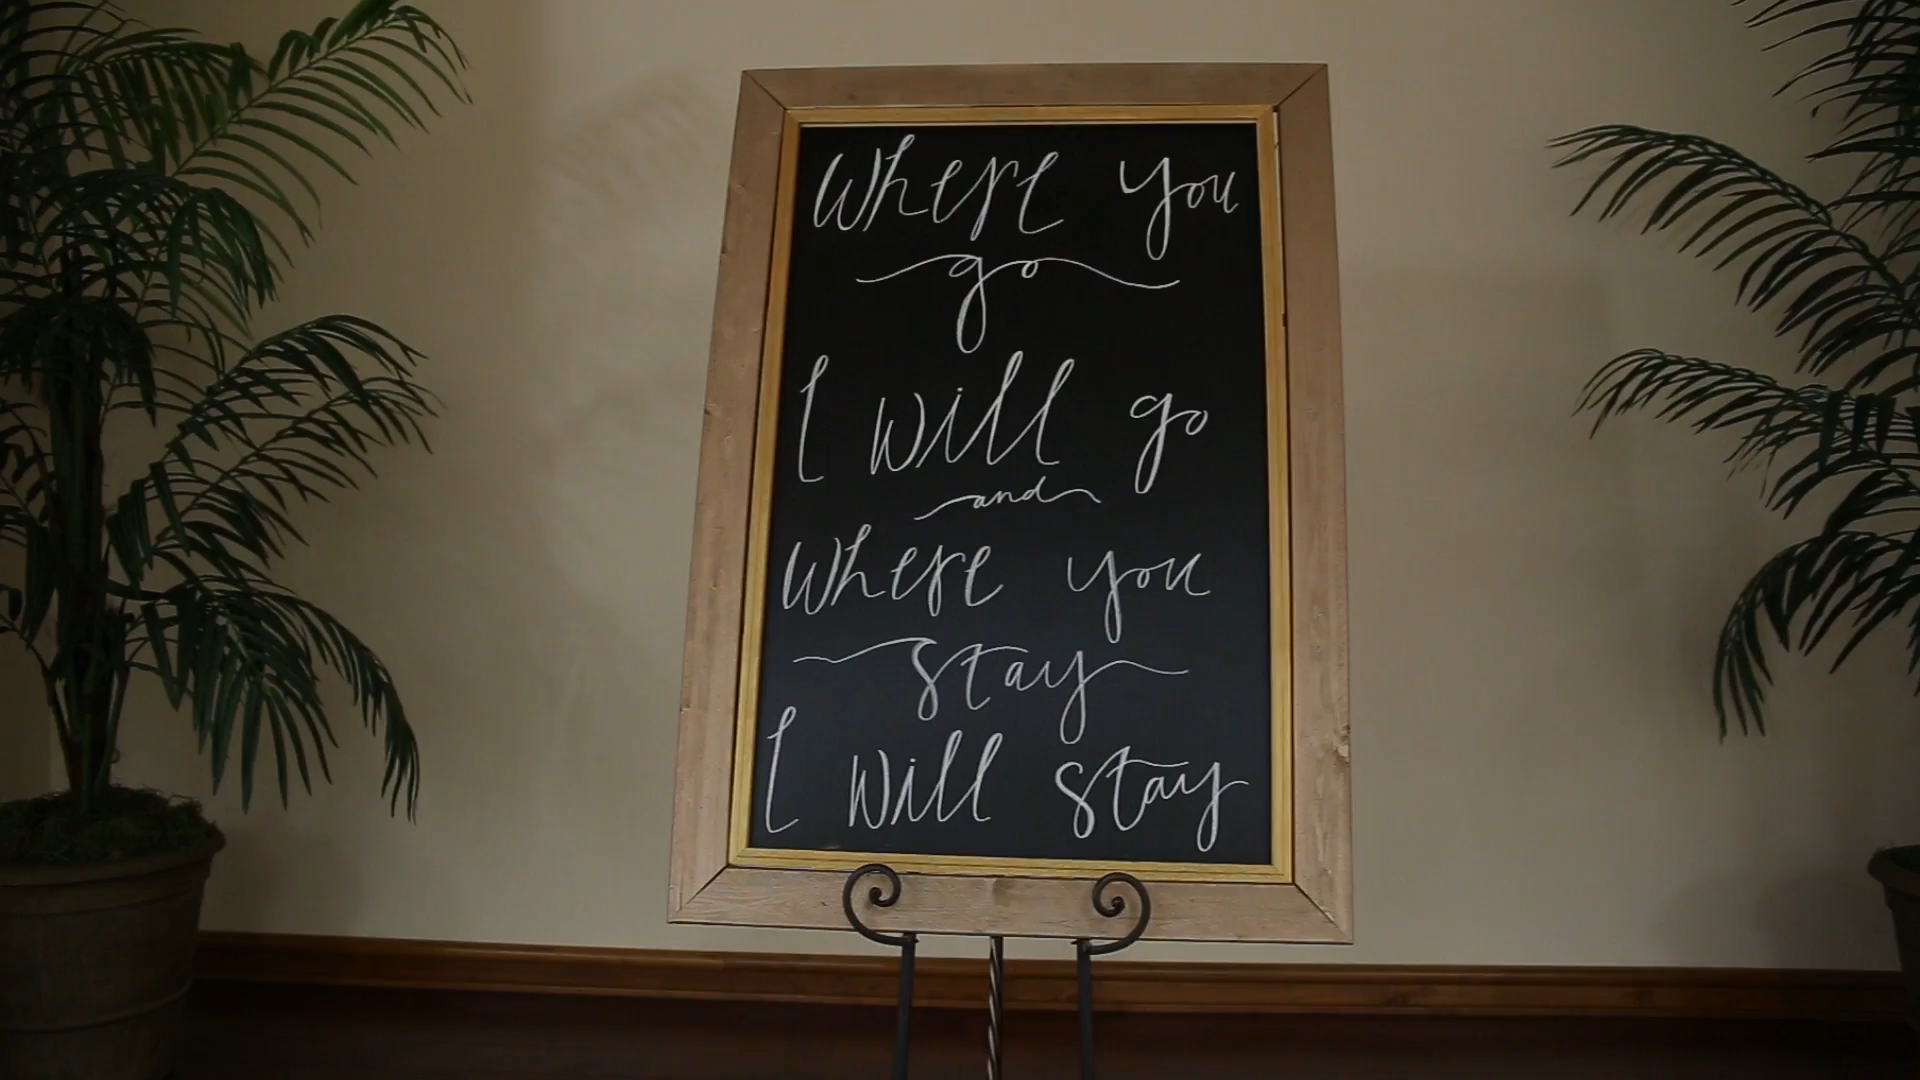 Where you
go
I will go
and
Where you
stay
I will stay